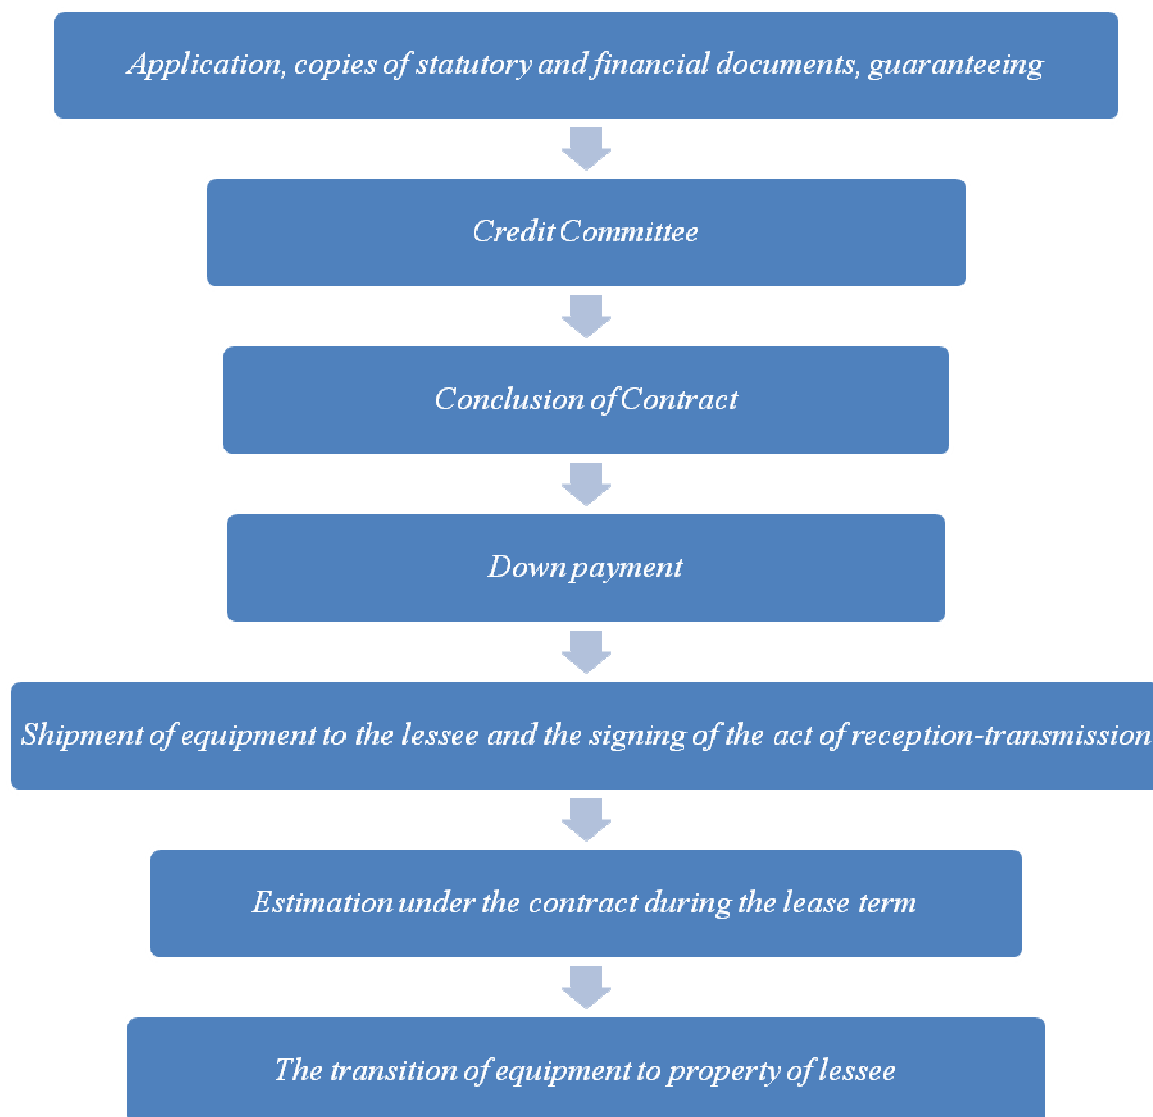 Application, copies of statutory and financial documents, guaranteeing
Credit Committee
Conclusion of Contract
Down payment
Shipment of equipment to the lessee and the signing of the act of reception-transmission
Estimation under the contract during the lease term
The transition of equipment to property of lessee